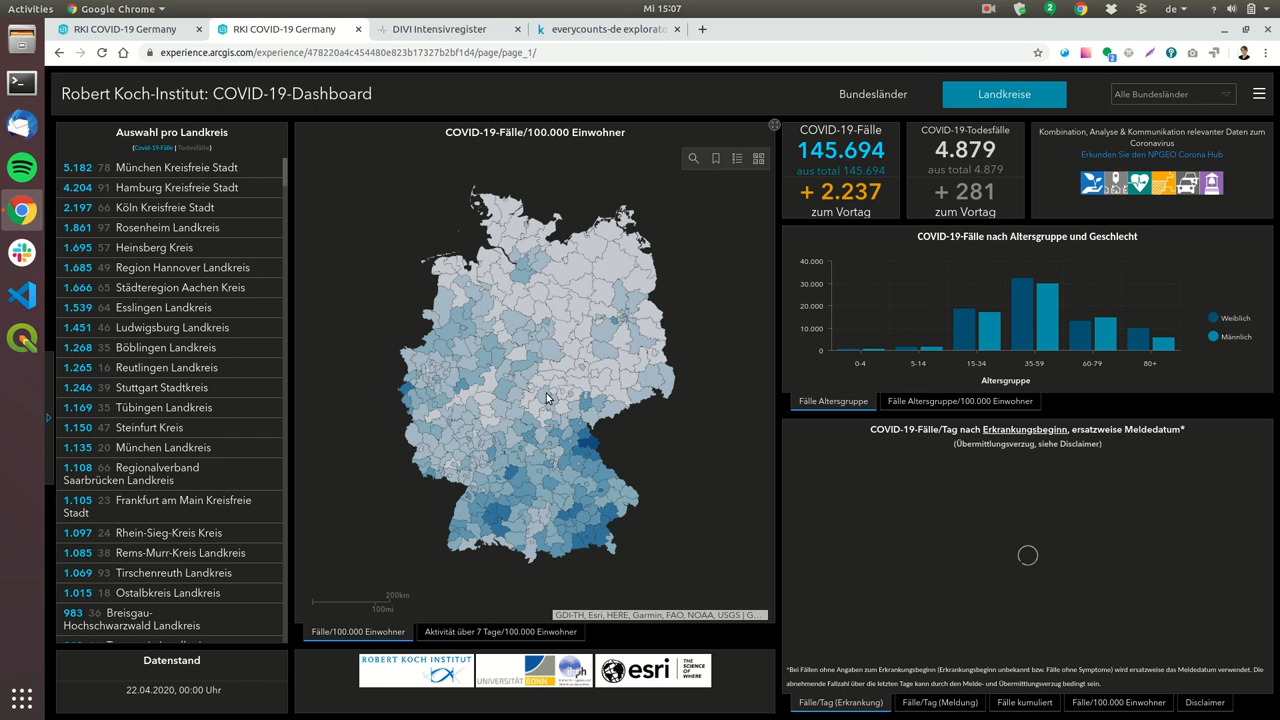 Activities
Google Chrome
Mi 15:07
de
RKI COVID-19 Germany
RKI COVID-19 Germany
DIVI Intensivregister
everycounts-de explorato
experience.arcgis.com/experience/478220a4c454480e823b17327b2bf1d4/page/page_1/
Robert Koch-Institut: COVID-19-Dashboard
Bundesländer
Landkreise
Alle Bundesländer
Auswahl pro Landkreis
(Covid-19-Fälle | Todesfälle)
5.182 78 München Kreisfreie Stadt
4.204 91 Hamburg Kreisfreie Stadt
2.197 66 Köln Kreisfreie Stadt
1.861 97 Rosenheim Landkreis
1.695 57 Heinsberg Kreis
1.685 49 Region Hannover Landkreis
1.666 65 Städteregion Aachen Kreis
1.539 64 Esslingen Landkreis
1.451 46 Ludwigsburg Landkreis
1.268 35 Böblingen Landkreis
1.265 16 Reutlingen Landkreis
1.246 39 Stuttgart Stadtkreis
1.169 35 Tübingen Landkreis
1.150 47 Steinfurt Kreis
1.135 20 München Landkreis
1.108 66 Regionalverband
Saarbrücken Landkreis
1.105 23 Frankfurt am Main Kreisfreie
Stadt
1.097 24 Rhein-Sieg-Kreis Kreis
1.085 38 Rems-Murr-Kreis Landkreis
1.069 93 Tirschenreuth Landkreis
1.015 18 Ostalbkreis Landkreis
983 36 Breisgau-
Hochschwarzwald Landkreis
Datenstand
22.04.2020, 00:00 Uhr
COVID-19-Fälle/100.000 Einwohner
200km
100mi
GDI-TH, Esri, HERE, Garmin, FAO, NOAA, USGS | G...
Fälle/100.000 Einwohner
Aktivität über 7 Tage/100.000 Einwohner
ROBERT KOCH INSTITUT
UNIVERSITÄT BONN
ihph
esri
THE
SCIENCE
OF
WHERE
COVID-19-Fälle
145.694
aus total 145.694
+ 2.237
zum Vortag
COVID-19-Todesfälle
4.879
aus total 4.879
+ 281
zum Vortag
Kombination, Analyse & Kommunikation relevanter Daten zum
Coronavirus
Erkunden Sie den NPGEO Corona Hub
COVID-19-Fälle nach Altersgruppe und Geschlecht
40.000
30.000
20.000
10.000
0
0-4
5-14
15-34
35-59
60-79
80+
Altersgruppe
Weiblich
Männlich
Fälle Altersgruppe
Fälle Altersgruppe/100.000 Einwohner
COVID-19-Fälle/Tag nach Erkrankungsbeginn, ersatzweise Meldedatum*
(Übermittlungsverzug, siehe Disclaimer)
*Bei Fällen ohne Angaben zum Erkrankungsbeginn (Erkrankungsbeginn unbekannt bzw. Fälle ohne Symptome) wird ersatzweise das Meldedatum verwendet. Die
abnehmende Fallzahl über die letzten Tage kann durch den Melde- und Übermittlungsverzug bedingt sein.
Fälle/Tag (Erkrankung)
Fälle/Tag (Meldung)
Fälle kumuliert
Fälle/100.000 Einwohner
Disclaimer